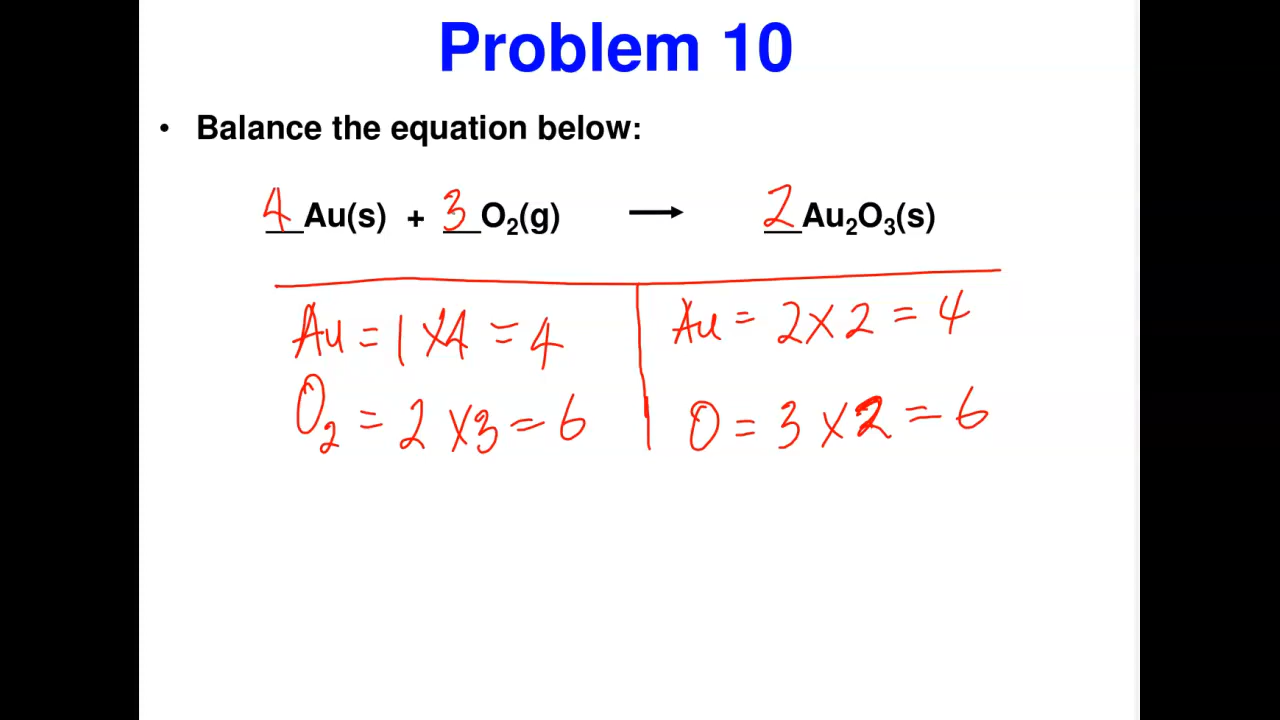 Problem 10
• Balance the equation below:
4 Au(s) + 3 O₂(g) → 2 Au₂O₃(s)
Au = 1 x 4 = 4
Au = 2 x 2 = 4
O₂ = 2 x 3 = 6
O = 3 x 2 = 6